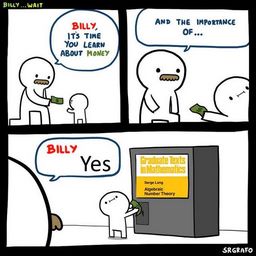 BILLY...WAIT
BILLY,
IT'S TIME
YOU LEARN
ABOUT MONEY
AND THE IMPORTANCE
OF...
BILLY
Yes
Graduate Texts
in Mathematics
Serge Lang
Algebraic
Number Theory
SRGRAFO